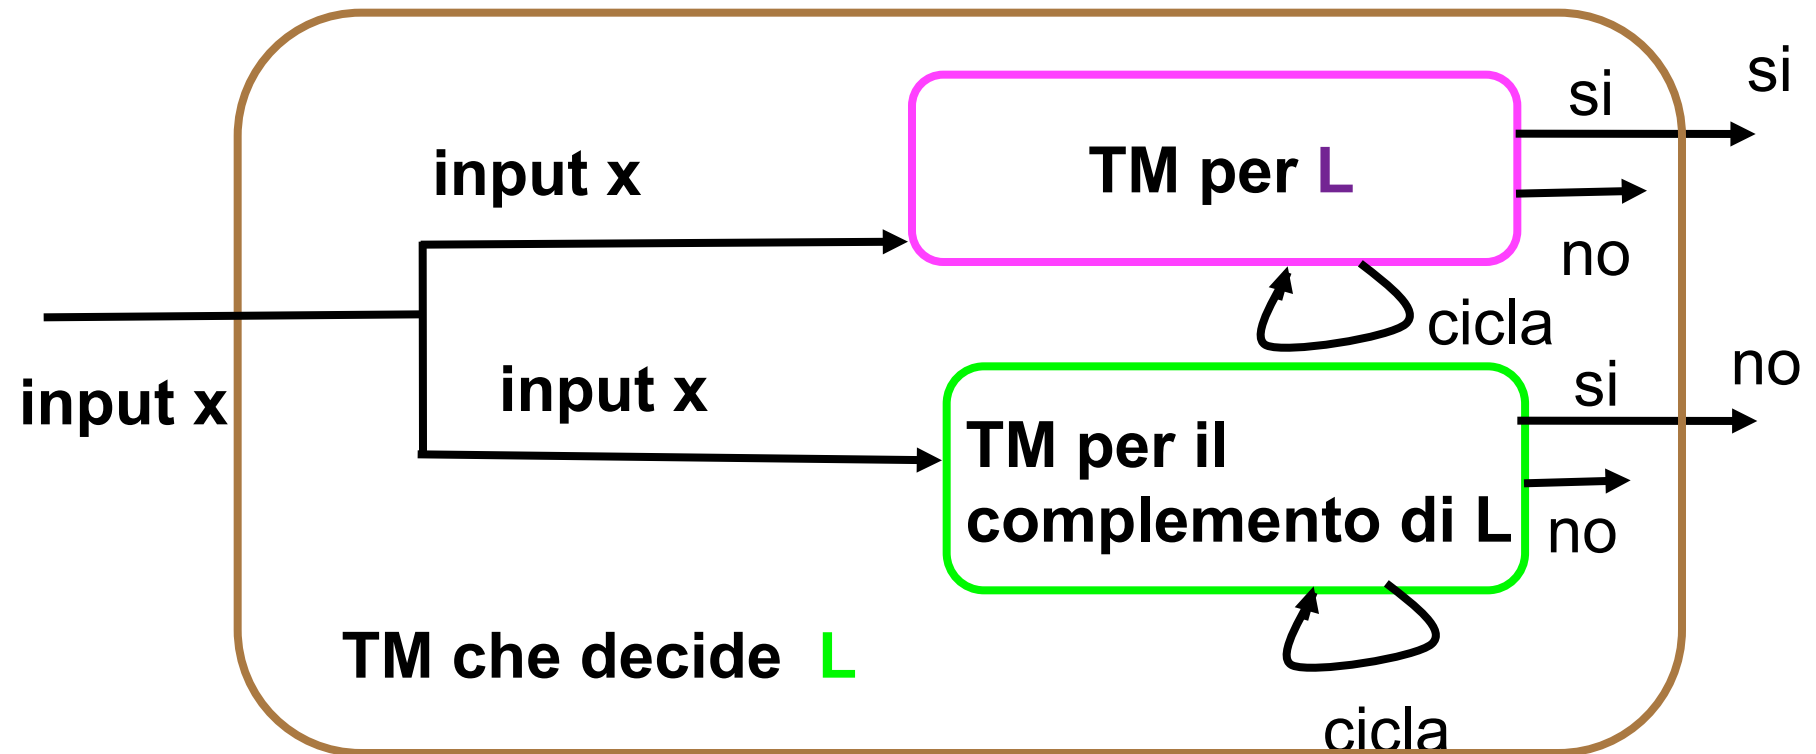 si
si
input x
TM per L
no
cicla
input x
input x
si
no
TM per il
complemento di L
no
TM che decide L
cicla